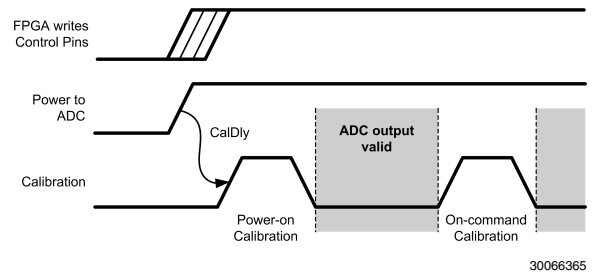 FPGA writes
Control Pins
Power to
ADC
CalDly
ADC output
valid
Calibration
Power-on
Calibration
On-command
Calibration
30066365